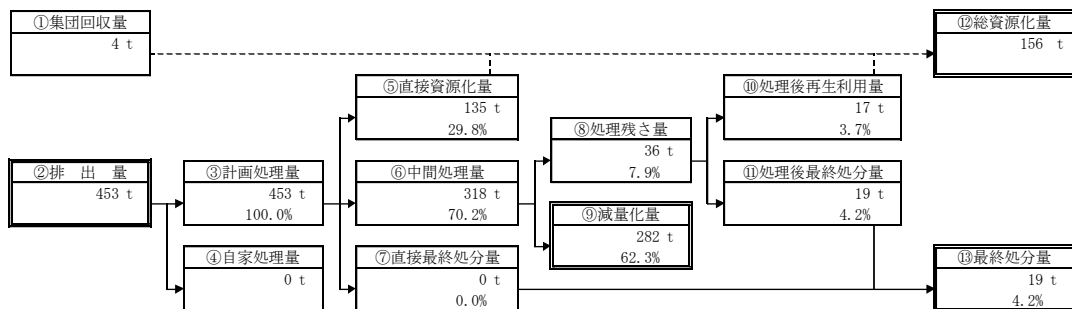 ①集団回収量
4 t
⑫総資源化量
156 t
⑤直接資源化量
135 t
29.8%
⑩処理後再生利用量
17 t
3.7%
⑧処理残さ量
36 t
7.9%
②排 出 量
453 t
③計画処理量
453 t
100.0%
⑥中間処理量
318 t
70.2%
⑪処理後最終処分量
19 t
4.2%
⑨減量化量
282 t
62.3%
④自家処理量
0 t
⑦直接最終処分量
0 t
0.0%
⑬最終処分量
19 t
4.2%